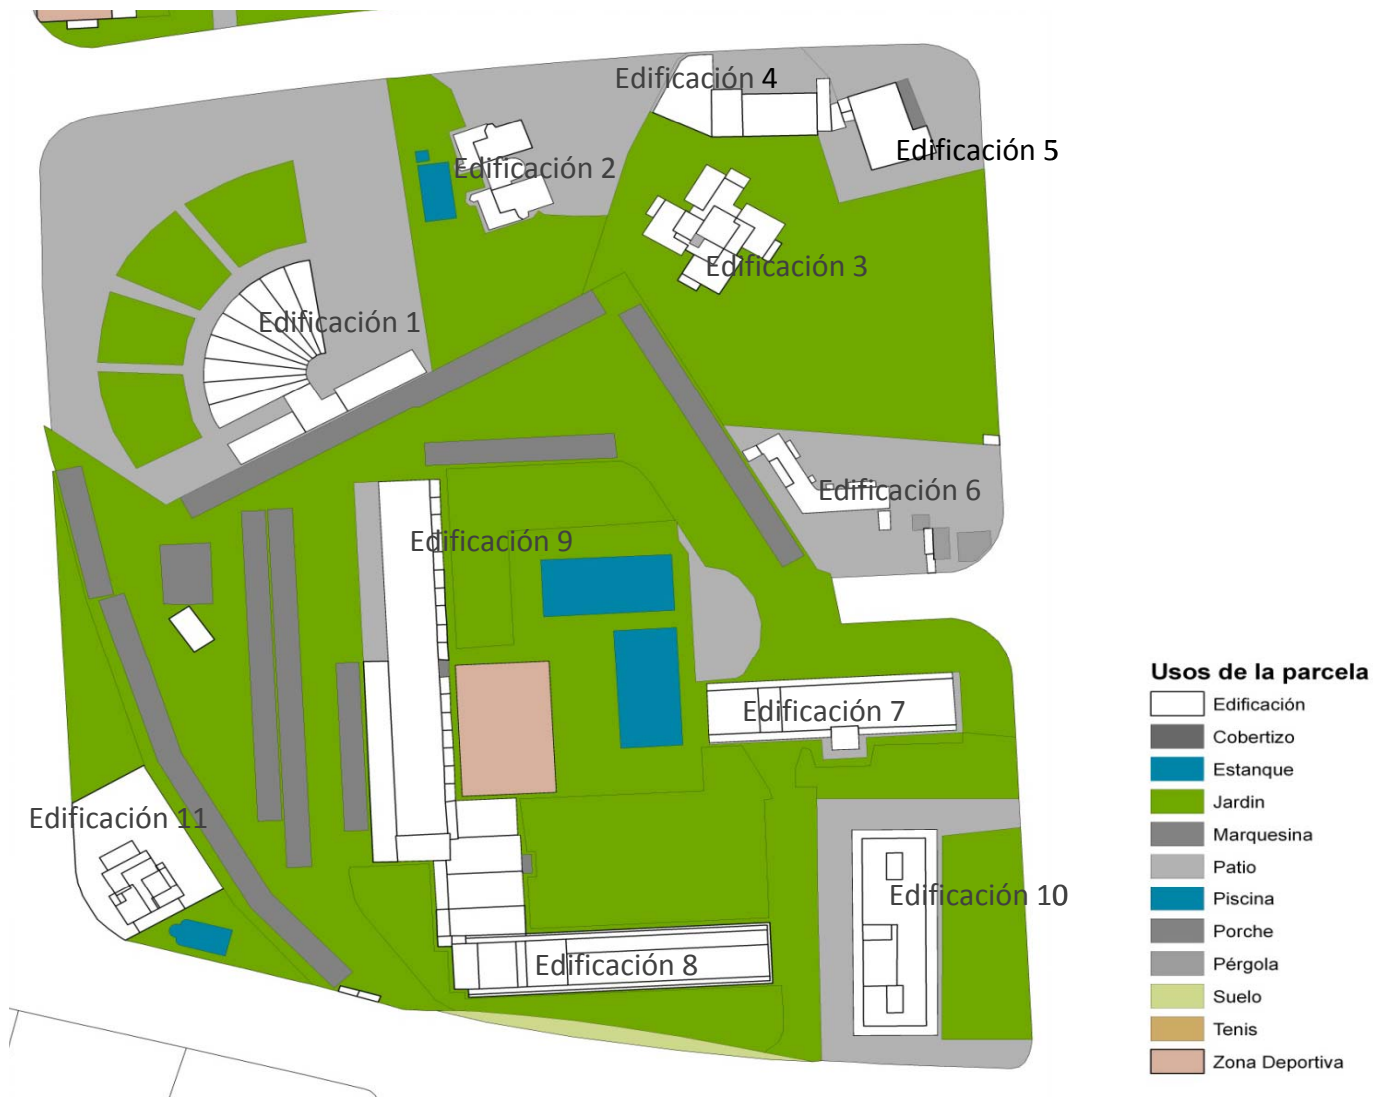 Edificación 4
Edificación 5
Edificación 2
Edificación 3
Edificación 1
Edificación 6
Edificación 9
Edificación 7
Edificación 11
Edificación 10
Edificación 8
Usos de la parcela
Edificación
Cobertizo
Estanque
Jardin
Marquesina
Patio
Piscina
Porche
Pérgola
Suelo
Tenis
Zona Deportiva